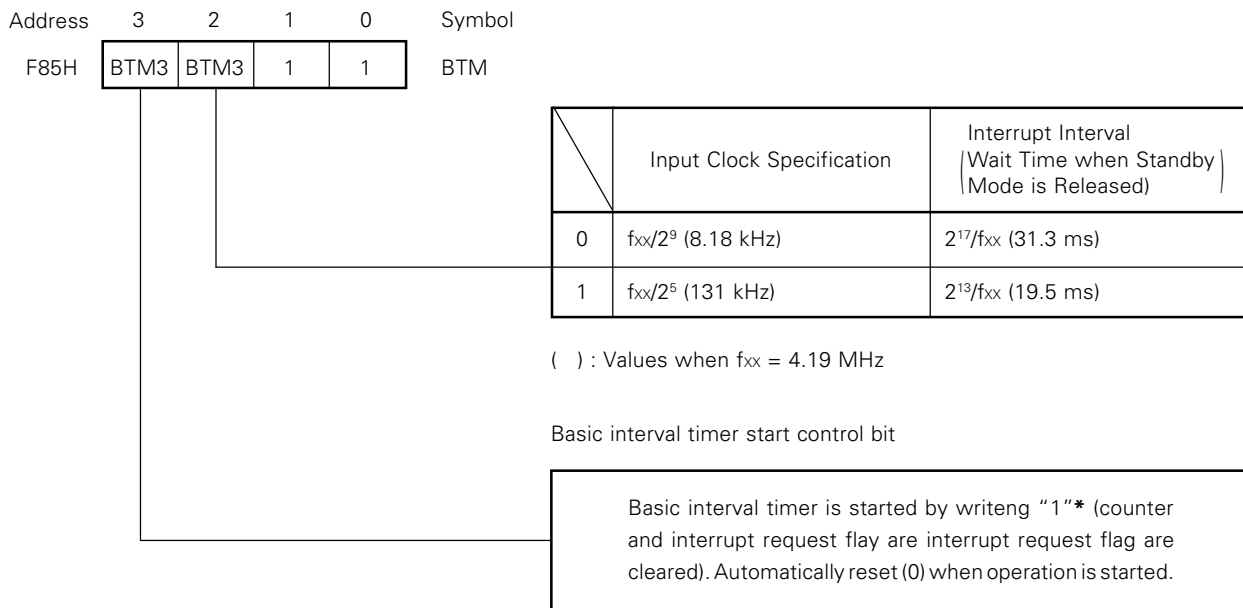 Address 3 2 1 0 Symbol
F85H BTM3 BTM3 1 1 BTM
Input Clock Specification
Interrupt Interval
(Wait Time when Standby
Mode is Released)
0 fxx/2⁹ (8.18 kHz) 2¹⁷/fxx (31.3 ms)
1 fxx/2⁵ (131 kHz) 2¹³/fxx (19.5 ms)
( ) : Values when fxx = 4.19 MHz
Basic interval timer start control bit
Basic interval timer is started by writeng “1”* (counter
and interrupt request flay are interrupt request flag are
cleared). Automatically reset (0) when operation is started.